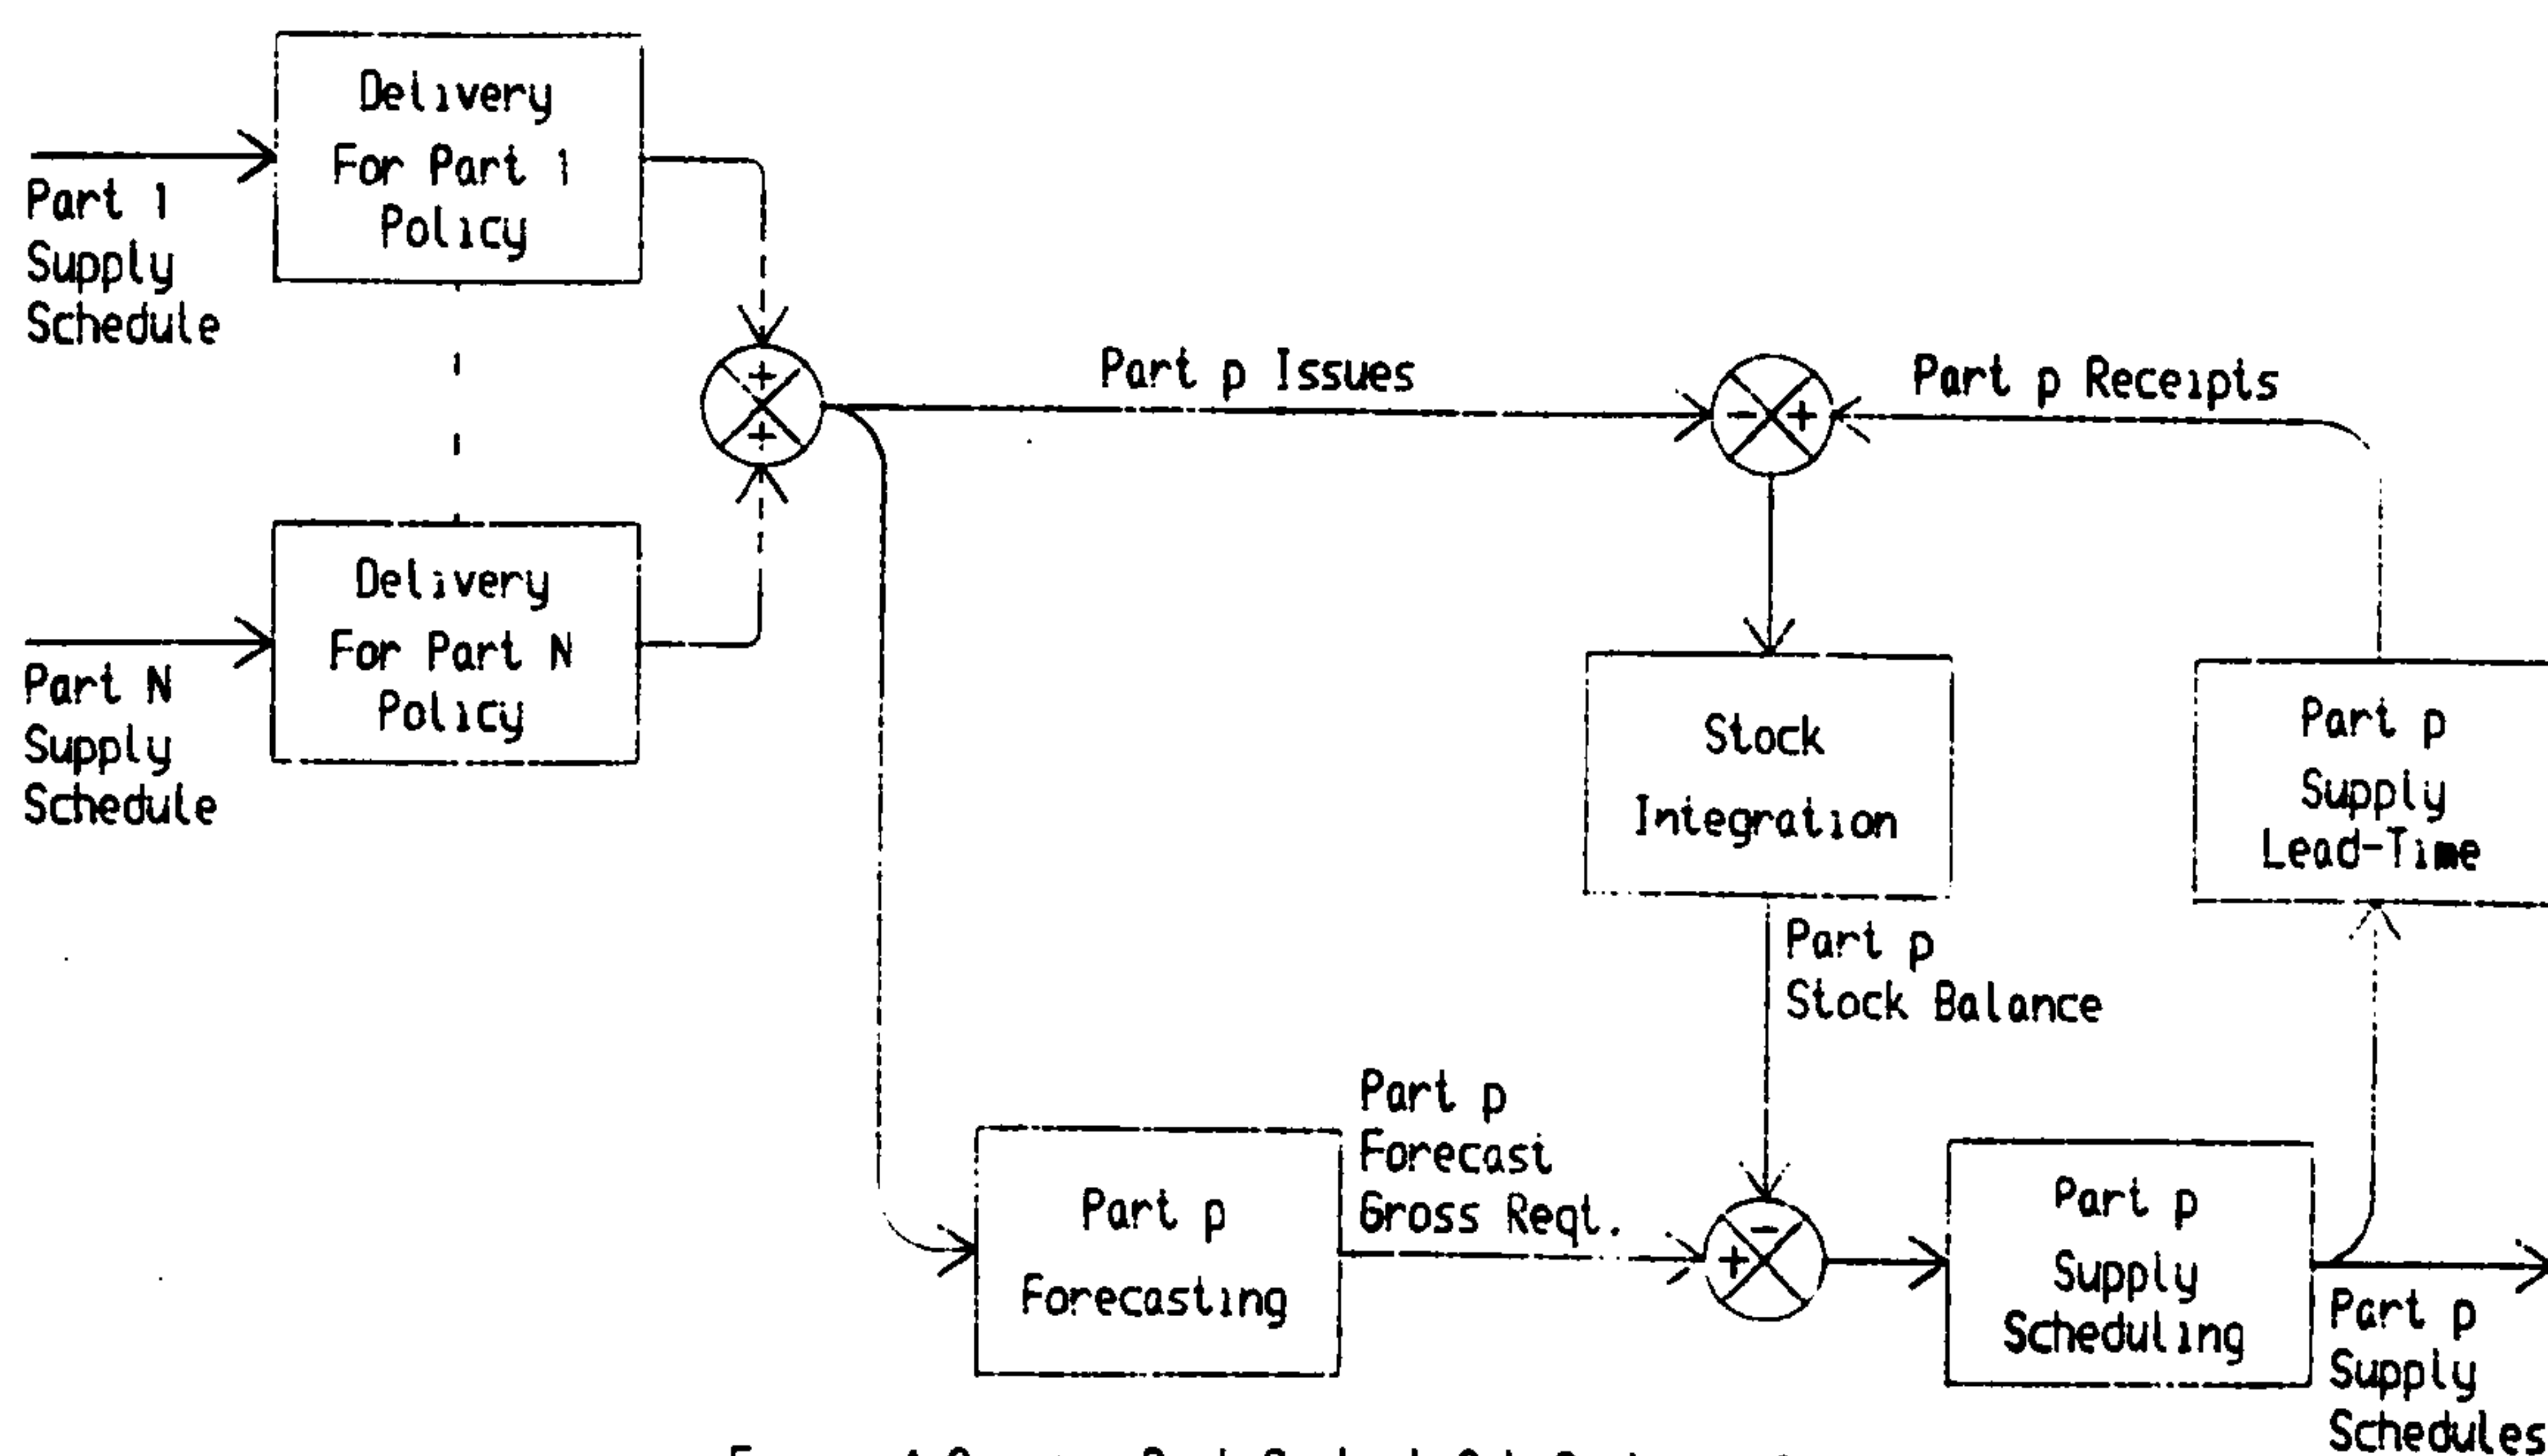 Delivery
For Part 1
Policy
Part 1
Supply
Schedule
+
+
Part p Issues
- +
Part p Receipts
Delivery
For Part N
Policy
Part N
Supply
Schedule
Stock
Integration
Part p
Supply
Lead-Time
Part p
Stock Balance
Part p
Forecast
Gross Reqt.
Part p
Forecasting
-
+
Part p
Supply
Scheduling
Part p
Supply
Schedules